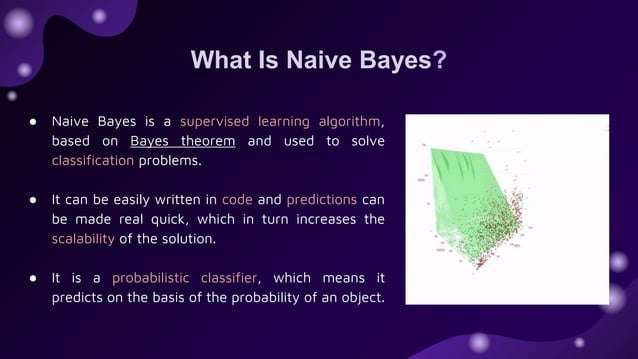 What Is Naive Bayes?
● Naive Bayes is a supervised learning algorithm,
based on Bayes theorem and used to solve
classification problems.
● It can be easily written in code and predictions can
be made real quick, which in turn increases the
scalability of the solution.
● It is a probabilistic classifier, which means it
predicts on the basis of the probability of an object.